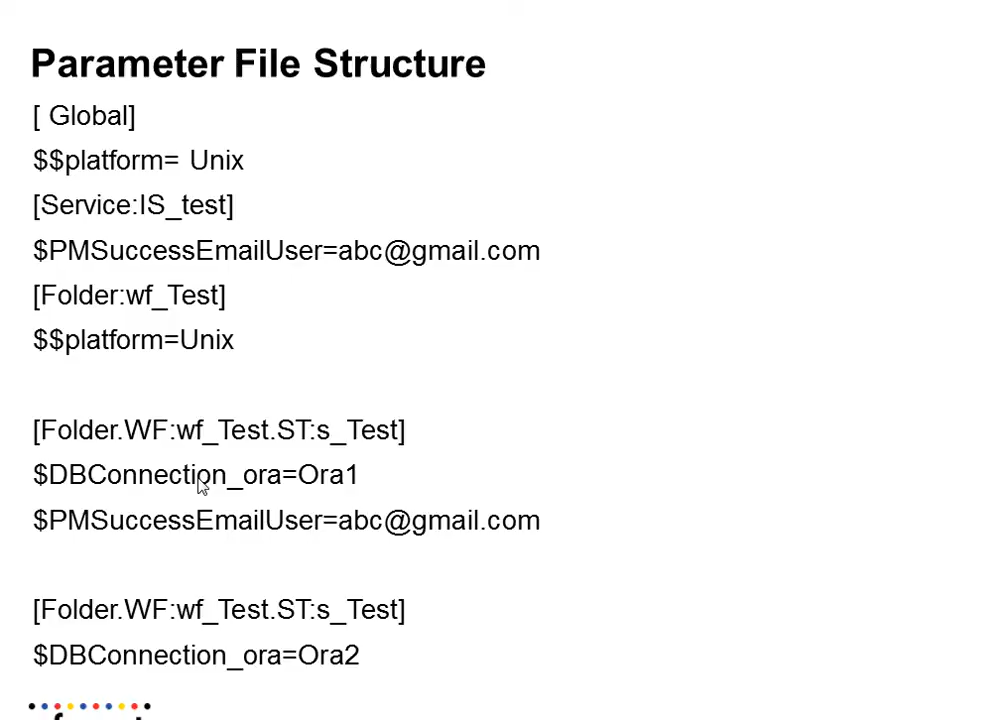 Parameter File Structure
[ Global]
$$platform= Unix
[Service:IS_test]
$PMSuccessEmailUser=abc@gmail.com
[Folder:wf_Test]
$$platform=Unix
[Folder.WF:wf_Test.ST:s_Test]
$DBConnection_ora=Ora1
$PMSuccessEmailUser=abc@gmail.com
[Folder.WF:wf_Test.ST:s_Test]
$DBConnection_ora=Ora2